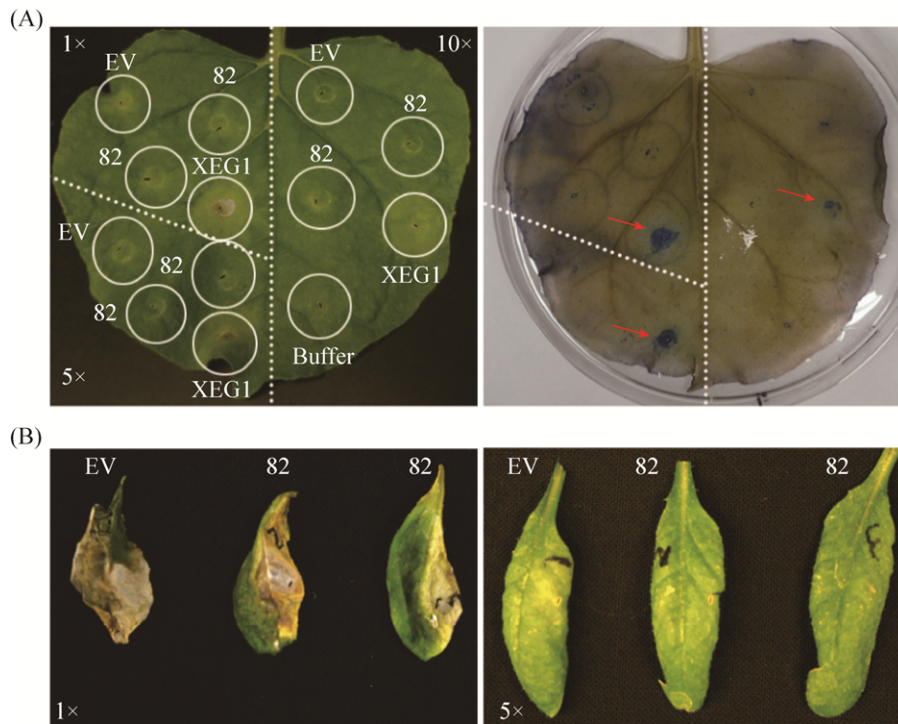 (A)
1× 10×
EV EV
82 82
82 XEG1 82
EV 82 XEG1
82
XEG1 Buffer
5×
(B)
EV 82 82 EV 82 82
1× 5×